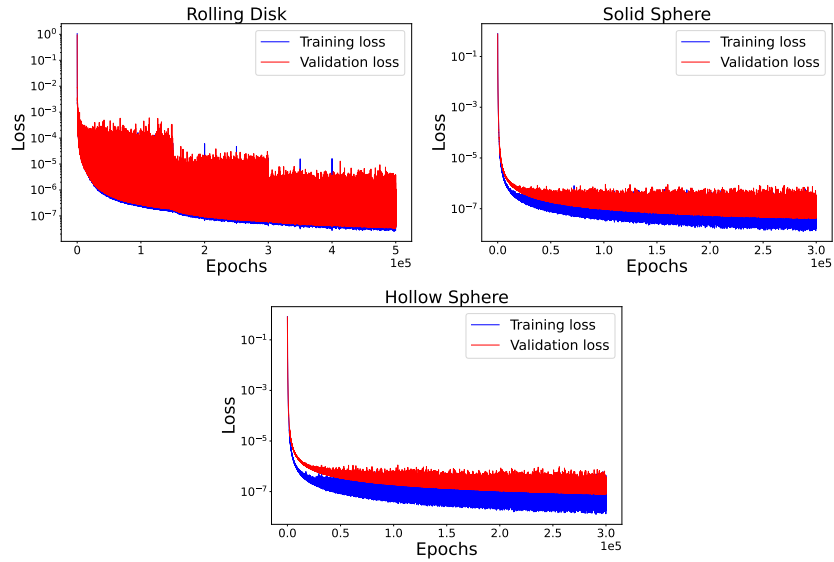 Rolling Disk
Loss
10⁰
10⁻¹
10⁻²
10⁻³
10⁻⁴
10⁻⁵
10⁻⁶
10⁻⁷
Training loss
Validation loss
0 1 2 3 4 5
1e5
Epochs
Solid Sphere
Loss
10⁻¹
10⁻³
10⁻⁵
10⁻⁷
Training loss
Validation loss
0.0 0.5 1.0 1.5 2.0 2.5 3.0
1e5
Epochs
Hollow Sphere
Loss
10⁻¹
10⁻³
10⁻⁵
10⁻⁷
Training loss
Validation loss
0.0 0.5 1.0 1.5 2.0 2.5 3.0
1e5
Epochs